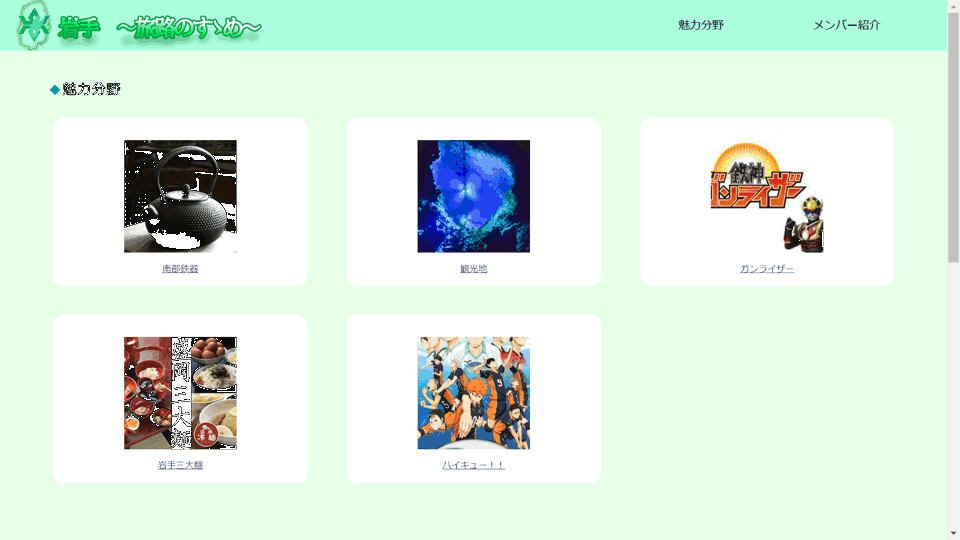 岩手 ～旅路のすゝめ～
魅力分野
メンバー紹介
◆魅力分野
鉄神
ガンライザー
南部鉄器
観光地
ガンライザー
盛岡三大麺
岩手三大麺
ハイキュー！！